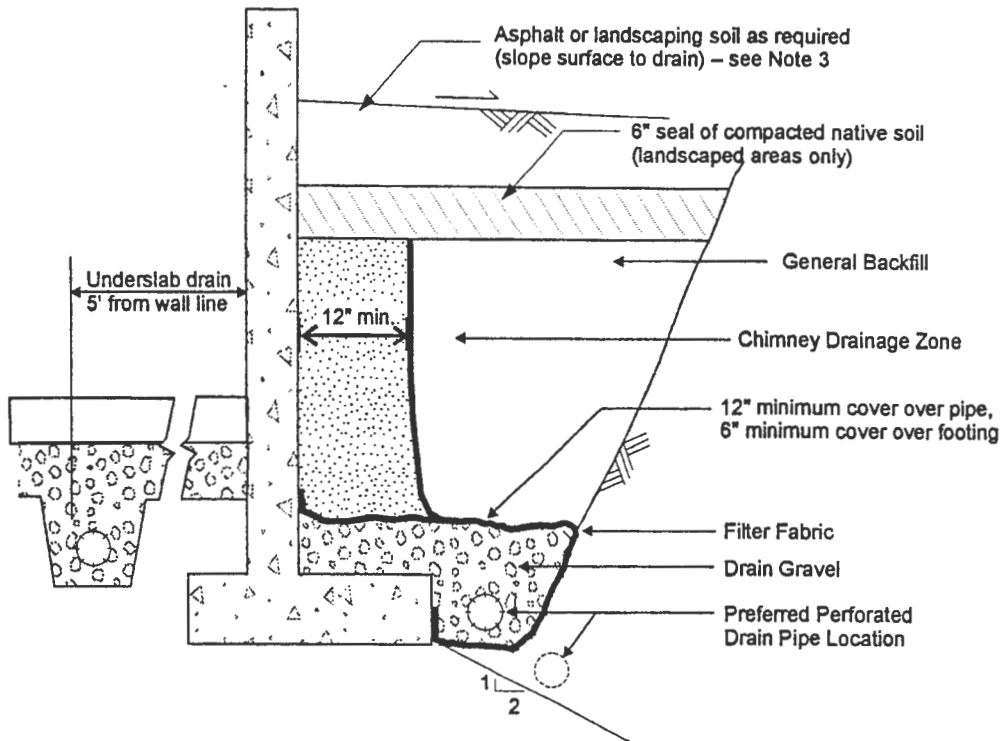 Asphalt or landscaping soil as required
(slope surface to drain) – see Note 3
6" seal of compacted native soil
(landscaped areas only)
General Backfill
Underslab drain
5' from wall line
12" min.
Chimney Drainage Zone
12" minimum cover over pipe,
6" minimum cover over footing
Filter Fabric
Drain Gravel
Preferred Perforated
Drain Pipe Location
1
2